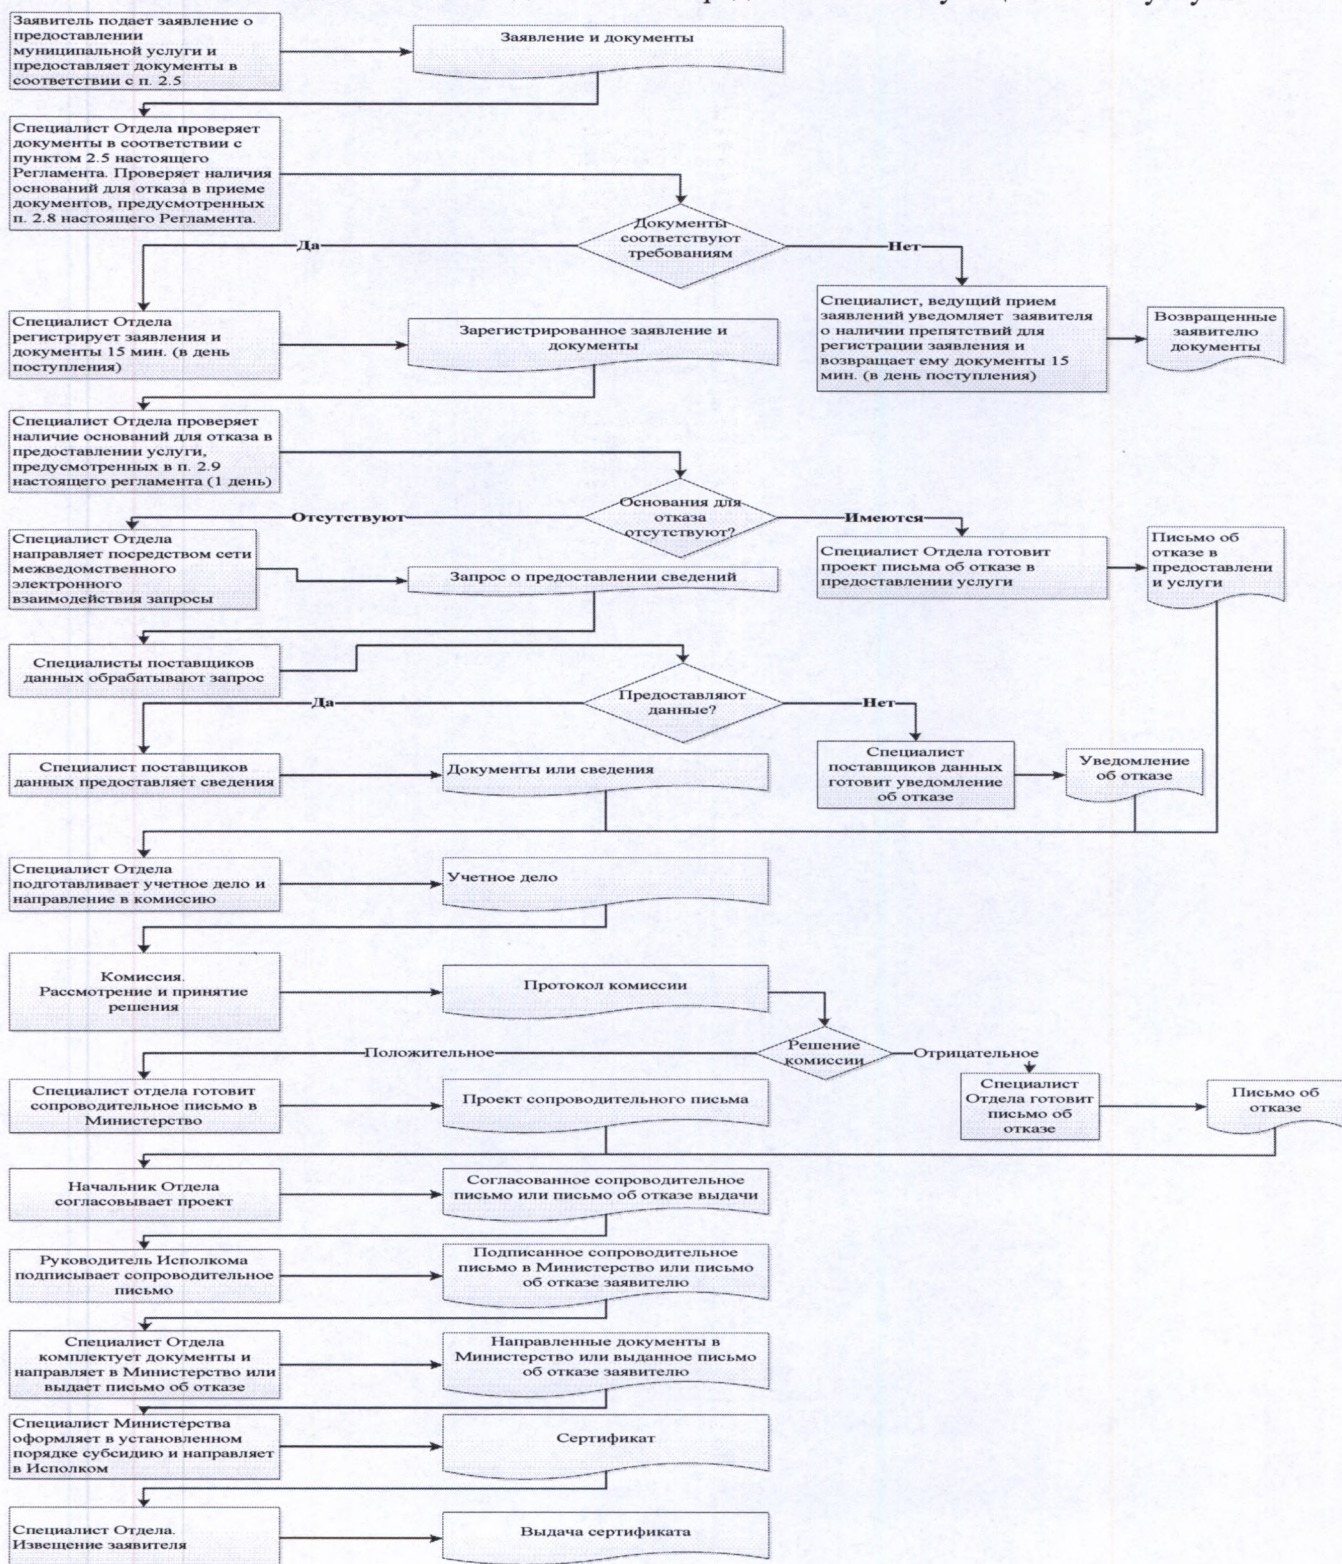 Заявитель подает заявление о
предоставлении
муниципальной услуги и
предоставляет документы в
соответствии с п. 2.5
Заявление и документы
Специалист Отдела проверяет
документы в соответствии с
пунктом 2.5 настоящего
Регламента. Проверяет наличия
оснований для отказа в приеме
документов, предусмотренных
п. 2.8 настоящего Регламента.
Документы
соответствуют
требованиям
Да
Нет
Специалист Отдела
регистрирует заявления и
документы 15 мин. (в день
поступления)
Зарегистрированное заявление и
документы
Специалист, ведущий прием
заявлений уведомляет заявителя
о наличии препятствий для
регистрации заявления и
возвращает ему документы 15
мин. (в день поступления)
Возвращенные
заявителю
документы
Специалист Отдела проверяет
наличие оснований для отказа в
предоставлении услуги,
предусмотренных в п. 2.9
настоящего регламента (1 день)
Основания для
отказа
отсутствуют?
Отсутствуют
Имеются
Специалист Отдела
направляет посредством сети
межведомственного
электронного
взаимодействия запросы
Запрос о предоставлении сведений
Специалист Отдела готовит
проект письма об отказе в
предоставлении услуги
Письмо об
отказе в
предоставлени
и услуги
Специалисты поставщиков
данных обрабатывают запрос
Предоставляют
данные?
Да
Нет
Специалист поставщиков
данных предоставляет сведения
Документы или сведения
Специалист
поставщиков данных
готовит уведомление
об отказе
Уведомление
об отказе
Специалист Отдела
подготавливает учетное дело и
направление в комиссию
Учетное дело
Комиссия.
Рассмотрение и принятие
решения
Протокол комиссии
Решение
комиссии
Положительное
Отрицательное
Специалист отдела готовит
сопроводительное письмо в
Министерство
Проект сопроводительного письма
Специалист
Отдела готовит
письмо об
отказе
Письмо об
отказе
Начальник Отдела
согласовывает проект
Согласованное сопроводительное
письмо или письмо об отказе выдачи
Руководитель Исполкома
подписывает сопроводительное
письмо
Подписанное сопроводительное
письмо в Министерство или письмо
об отказе заявителю
Специалист Отдела
комплектует документы и
направляет в Министерство или
выдает письмо об отказе
Направленные документы в
Министерство или выданное письмо
об отказе заявителю
Специалист Министерства
оформляет в установленном
порядке субсидию и направляет
в Исполком
Сертификат
Специалист Отдела.
Извещение заявителя
Выдача сертификата